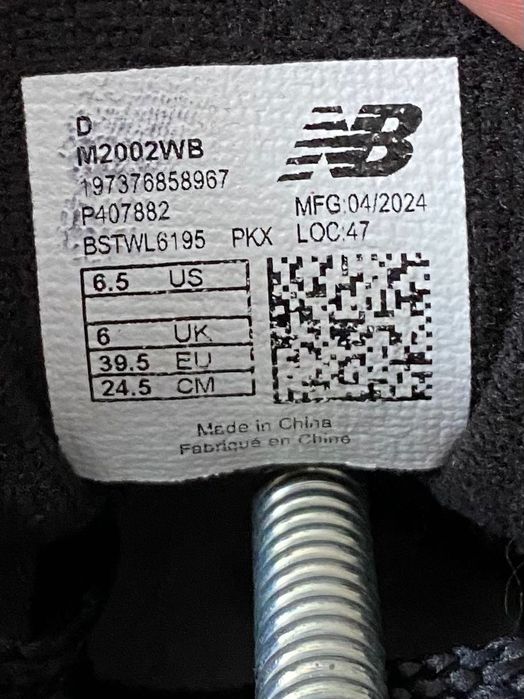 D
M2002WB
197376858967
P407882
BSTWL6195 PKX
NB
MFG:04/2024
LOC:47
6.5 US
6 UK
39.5 EU
24.5 CM
Made in China
Fabriqué en Chine